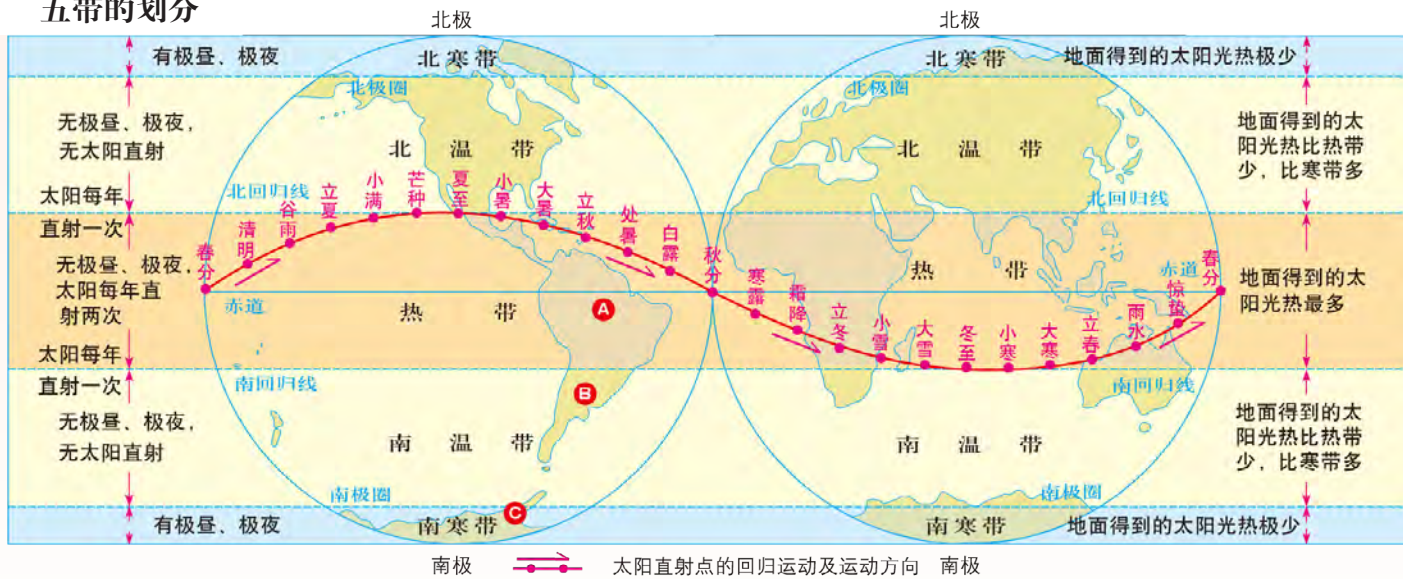 五带的划分
北极
北极
有极昼、极夜
北寒带
北寒带
地面得到的太阳光热极少
北极圈
北极圈
无极昼、极夜，
无太阳直射
北温带
北温带
地面得到的太
阳光热比热带
少，比寒带多
太阳每年
直射一次
北回归线
北回归线
春分
清明
谷雨
立夏
小满
芒种
夏至
小暑
大暑
立秋
处暑
白露
秋分
寒露
霜降
立冬
小雪
大雪
冬至
小寒
大寒
立春
雨水
惊蛰
春分
无极昼、极夜，
太阳每年直
射两次
赤道
赤道
热带
热带
地面得到的太
阳光热最多
A
太阳每年
直射一次
南回归线
南回归线
B
无极昼、极夜，
无太阳直射
南温带
南温带
地面得到的太
阳光热比热带
少，比寒带多
南极圈
南极圈
C
有极昼、极夜
南寒带
南寒带
地面得到的太阳光热极少
南极
太阳直射点的回归运动及运动方向
南极